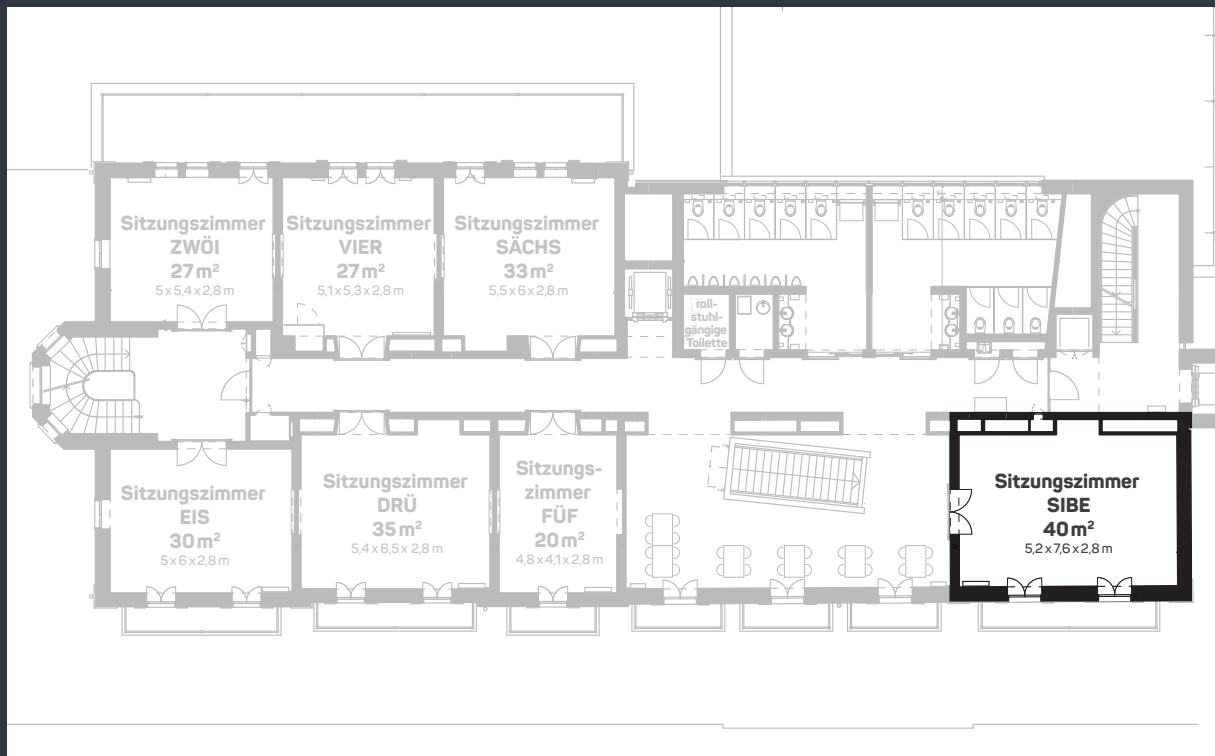 Sitzungszimmer
ZWÖI
27 m²
5 x 5,4 x 2,8 m
Sitzungszimmer
VIER
27 m²
5,1 x 5,3 x 2,8 m
Sitzungszimmer
SÄCHS
33 m²
5,5 x 6 x 2,8 m
roll-
stuhl-
gängige
Toilette
Sitzungszimmer
EIS
30 m²
5 x 6 x 2,8 m
Sitzungszimmer
DRÜ
35 m²
5,4 x 6,5 x 2,8 m
Sitzungs-
zimmer
FÜF
20 m²
4,8 x 4,1 x 2,8 m
Sitzungszimmer
SIBE
40 m²
5,2 x 7,6 x 2,8 m